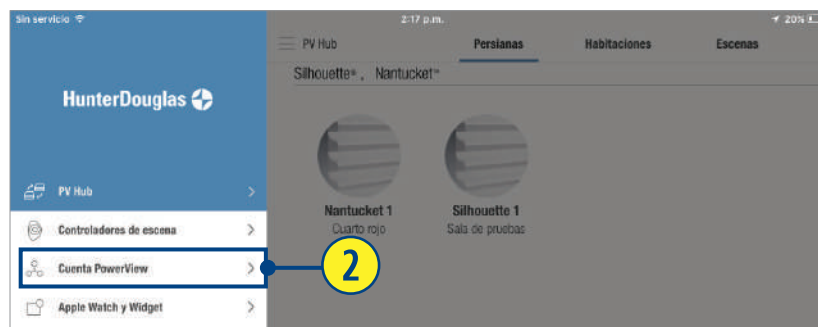 Sin servicio 2:17 p.m. 20%
PV Hub Persianas Habitaciones Escenas
Silhouette®, Nantucket™
HunterDouglas
PV Hub
Nantucket 1 Silhouette 1
Cuarto rojo Sala de pruebas
Controladores de escena
Cuenta PowerView
2
Apple Watch y Widget